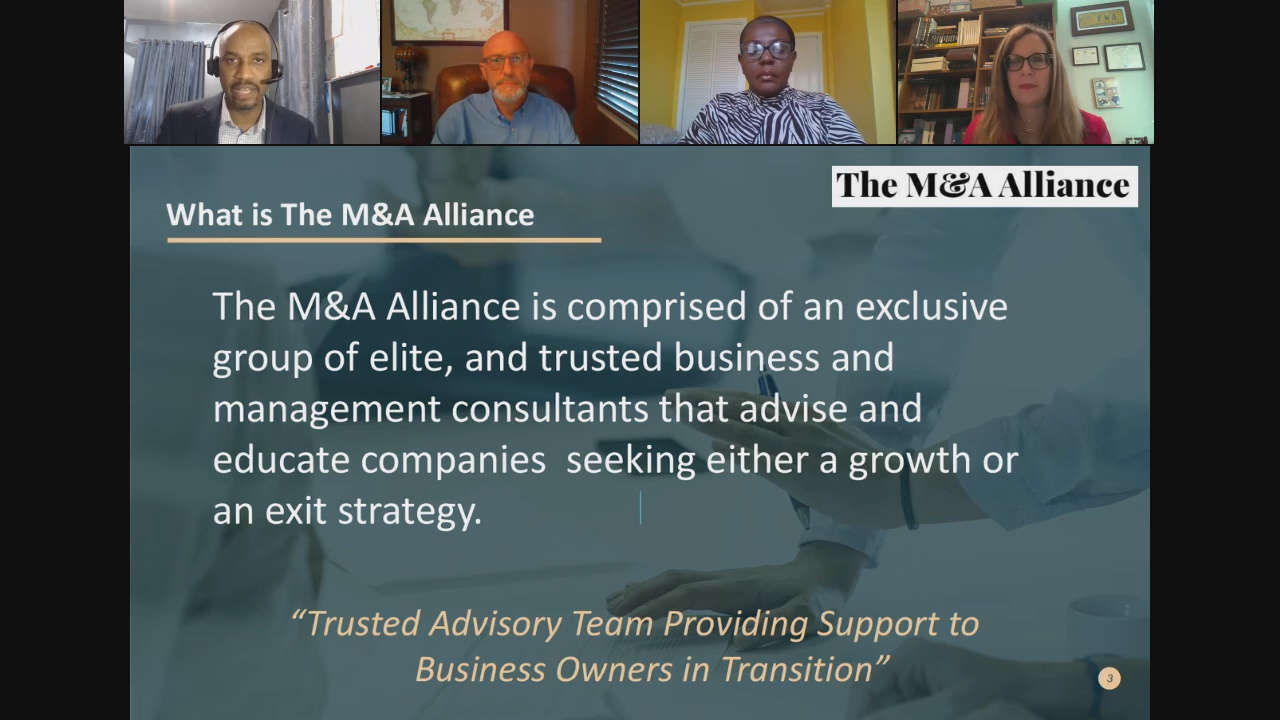 The M&A Alliance
What is The M&A Alliance
The M&A Alliance is comprised of an exclusive
group of elite, and trusted business and
management consultants that advise and
educate companies  seeking either a growth or
an exit strategy.
“Trusted Advisory Team Providing Support to
Business Owners in Transition”
3